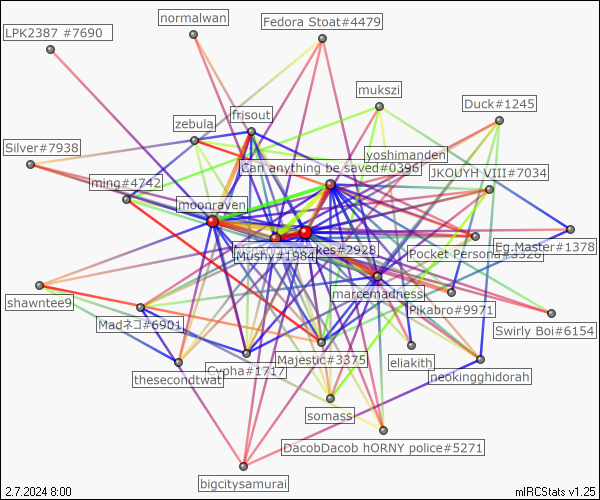 normalwan
Fedora Stoat#4479
LPK2387 #7690
mukszi
Duck#1245
frisout
zebula
Silver#7938
yoshimanden
Can anything be saved#0396
JKOUYH VIII#7034
ming#4742
moonraven
Eg.Master#1378
kes#2928
Mushy#1984
Pocket Persona#3326
marcemadness
shawntee9
Pikabro#9971
Madネコ#6901
Swirly Boi#6154
Majestic#3375
eliakith
Cypha#1717
thesecondtwat
neokingghidorah
somass
DacobDacob hORNY police#5271
bigcitysamurai
2.7.2024 8:00
mIRCStats v1.25